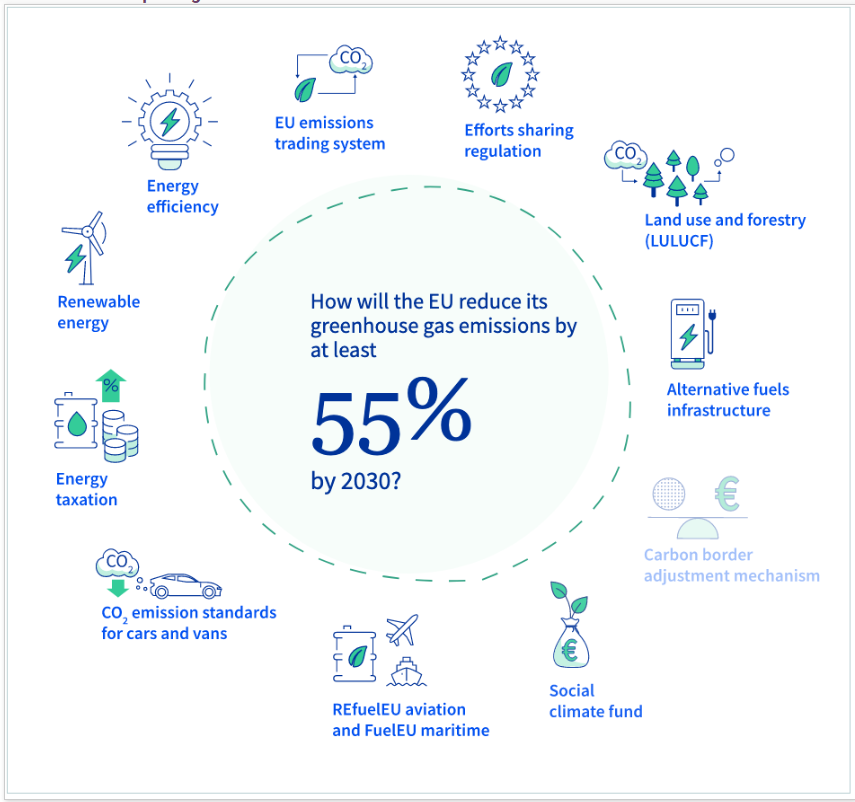 CO2
EU emissions
trading system
Efforts sharing
regulation
CO2
Land use and forestry
(LULUCF)
Alternative fuels
infrastructure
€
Carbon border
adjustment mechanism
€
Social
climate fund
REfuelEU aviation
and FuelEU maritime
CO2
CO2 emission standards
for cars and vans
%
Energy
taxation
Renewable
energy
Energy
efficiency
How will the EU reduce its
greenhouse gas emissions by
at least
55%
by 2030?